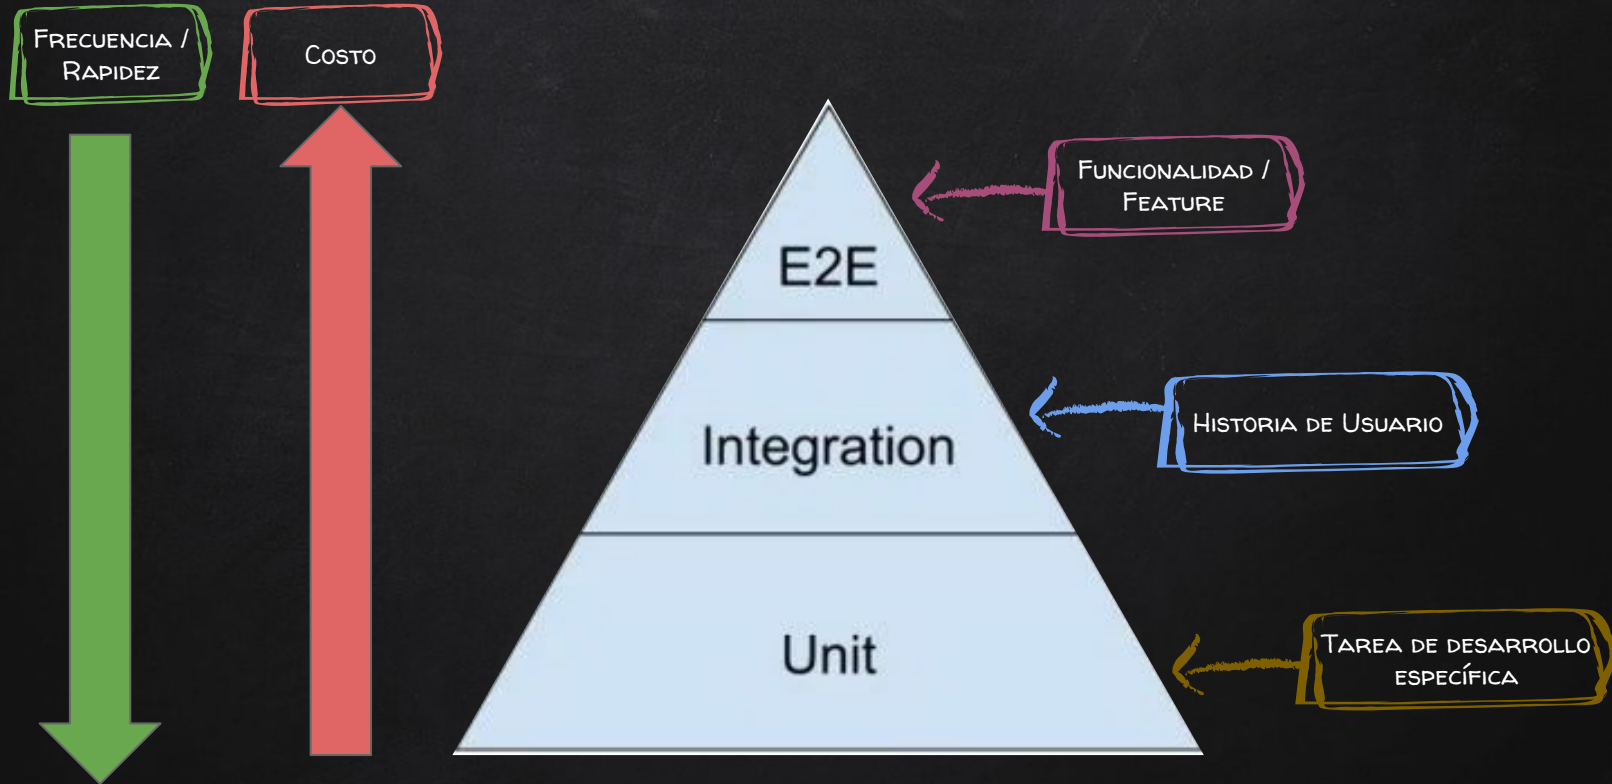 Frecuencia /
Rapidez
Costo
Funcionalidad /
Feature
E2E
Historia de Usuario
Integration
Tarea de desarrollo
específica
Unit